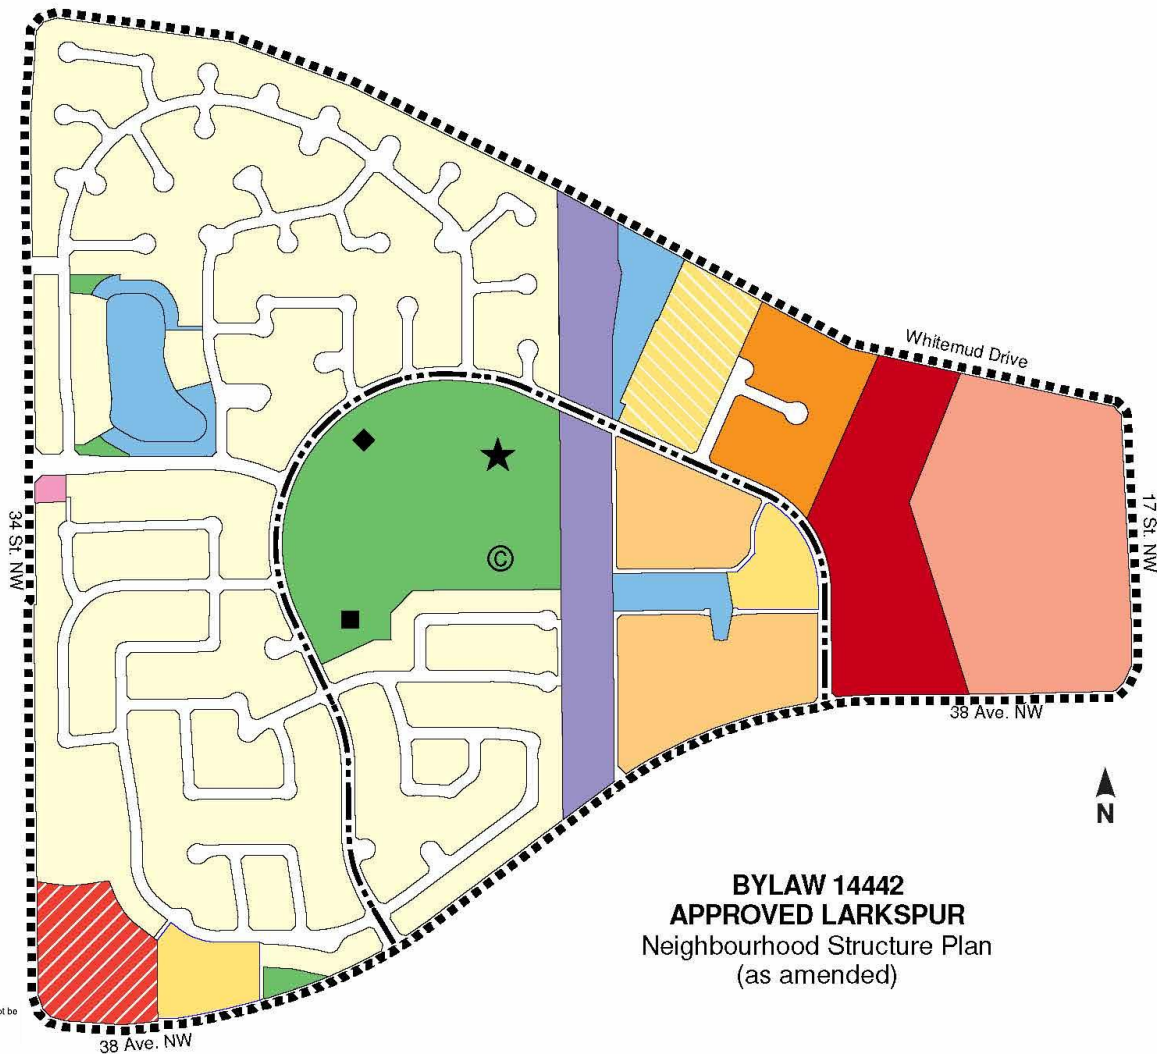 Whitemud Drive
17 St. NW
34 St. NW
©
38 Ave. NW
N
BYLAW 14442
APPROVED LARKSPUR
Neighbourhood Structure Plan
(as amended)
be
38 Ave. NW